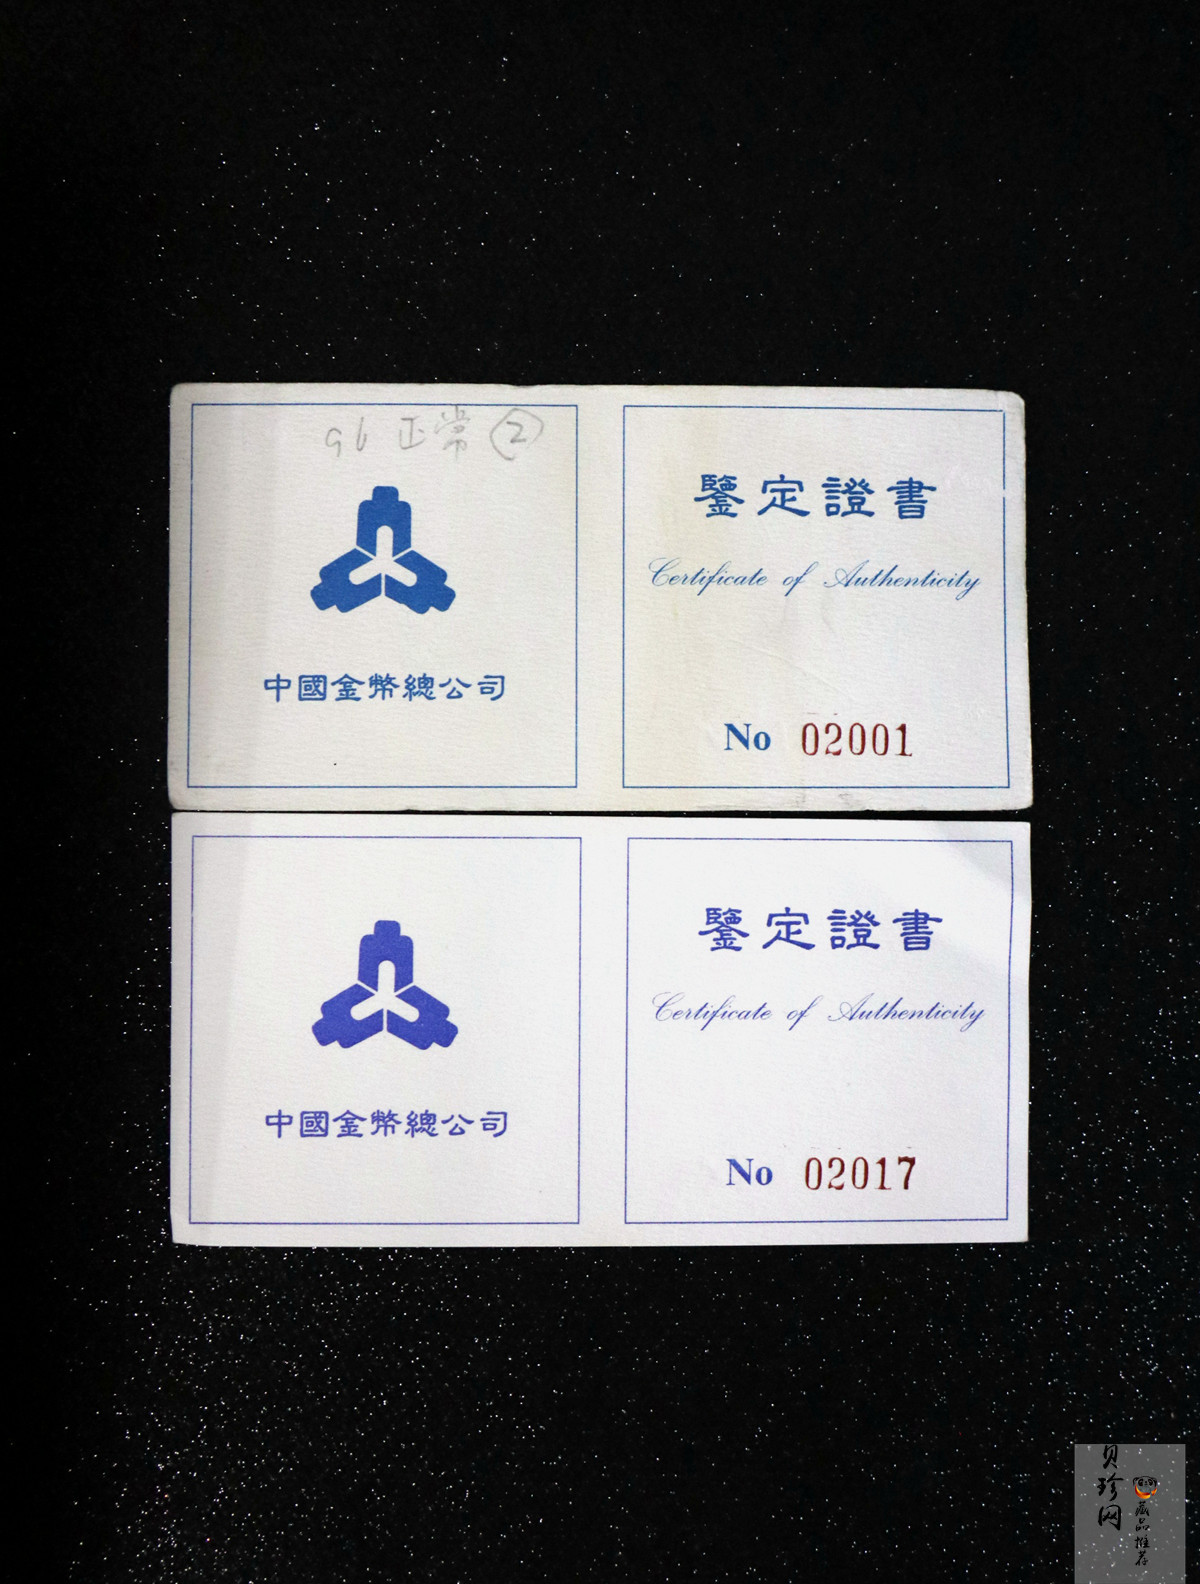 96 正常 ②
中國金幣總公司
鑒定證書
Certificate of Authenticity
No 02001
中國金幣總公司
鑒定證書
Certificate of Authenticity
No 02017
贝珍网
藏品推荐